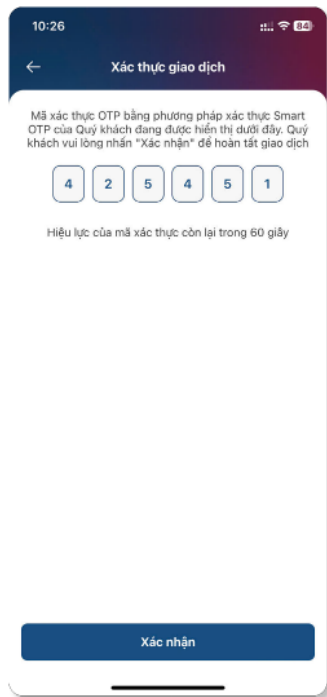 10:26
84
Xác thực giao dịch
Mã xác thực OTP bằng phương pháp xác thực Smart
OTP của Quý khách đang được hiển thị dưới đây. Quý
khách vui lòng nhấn "Xác nhận" để hoàn tất giao dịch
4 2 5 4 5 1
Hiệu lực của mã xác thực còn lại trong 60 giây
Xác nhận